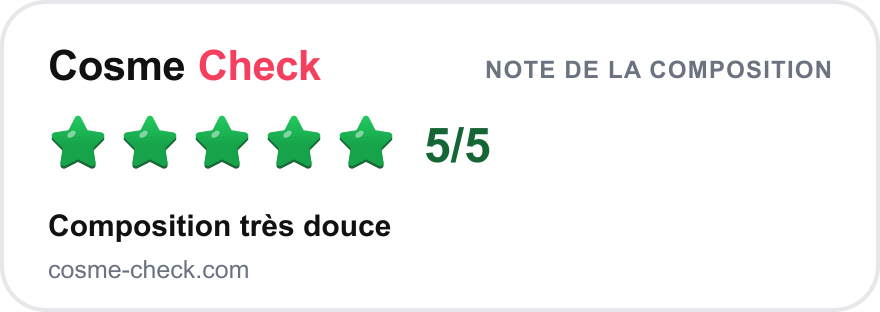 Cosme Check
NOTE DE LA COMPOSITION
5/5
Composition très douce
cosme-check.com